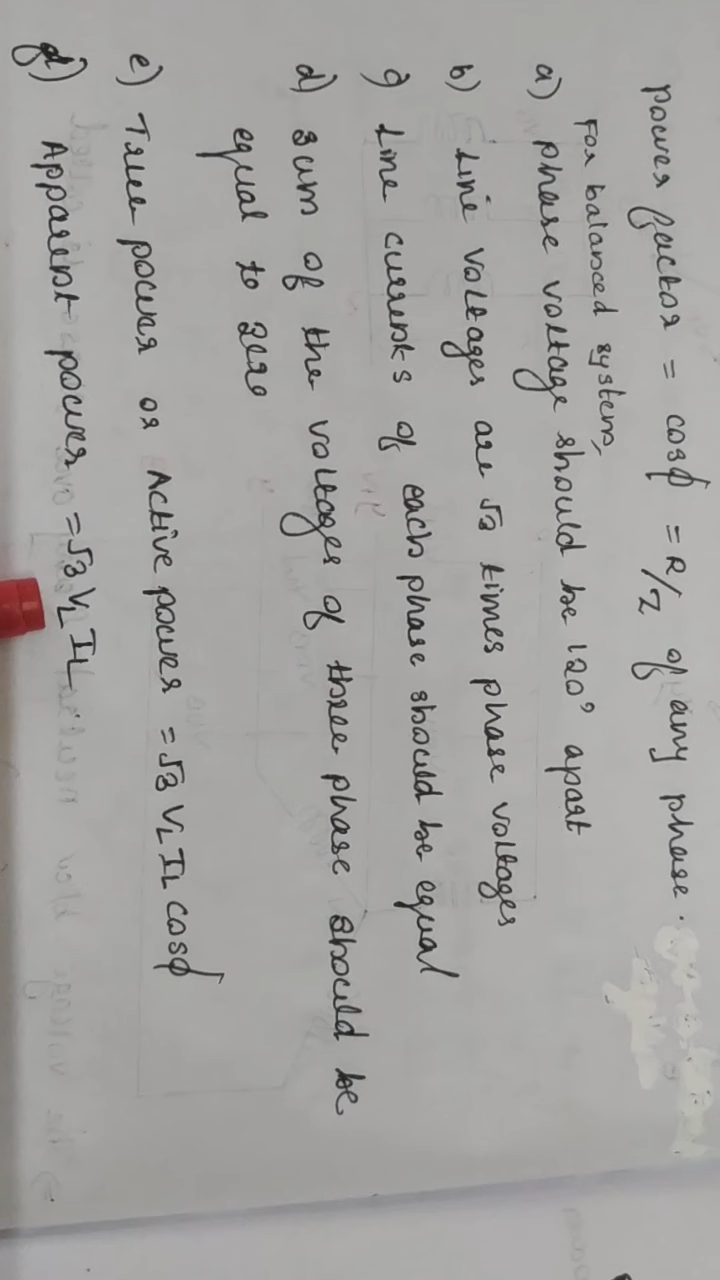 power factor = cosφ = R/Z of any phase.
For balanced system,
a) phase voltage should be 120° apart
b) Line voltages are √3 times phase voltages
c) Line currents of each phase should be equal
d) sum of the voltages of three phase should be
equal to zero
e) True power or Active power = √3 VL IL cosφ
f) Apparent power = √3 VL IL